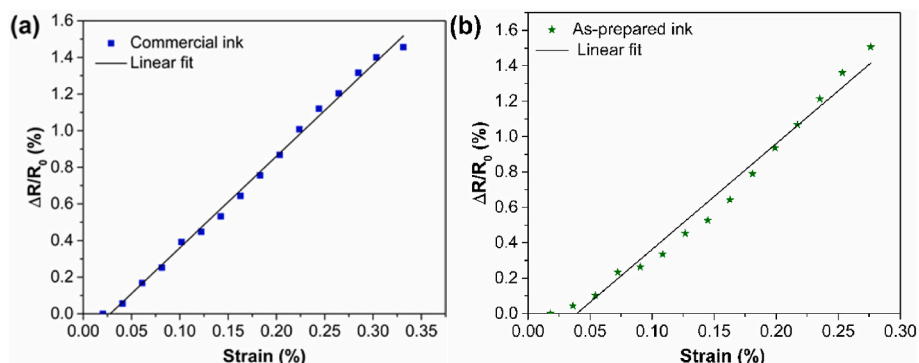 (a)
Commercial ink
Linear fit
ΔR/R0 (%)
1.6
1.4
1.2
1.0
0.8
0.6
0.4
0.2
0.0
0.00 0.05 0.10 0.15 0.20 0.25 0.30 0.35
Strain (%)
(b)
As-prepared ink
Linear fit
ΔR/R0 (%)
1.6
1.4
1.2
1.0
0.8
0.6
0.4
0.2
0.0
0.00 0.05 0.10 0.15 0.20 0.25 0.30
Strain (%)